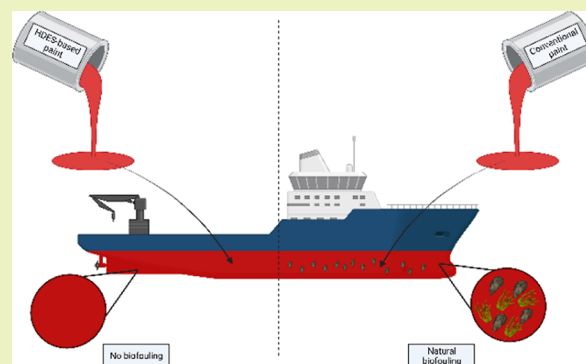 HDES-based
paint
Conventional
paint
No biofouling
Natural
biofouling